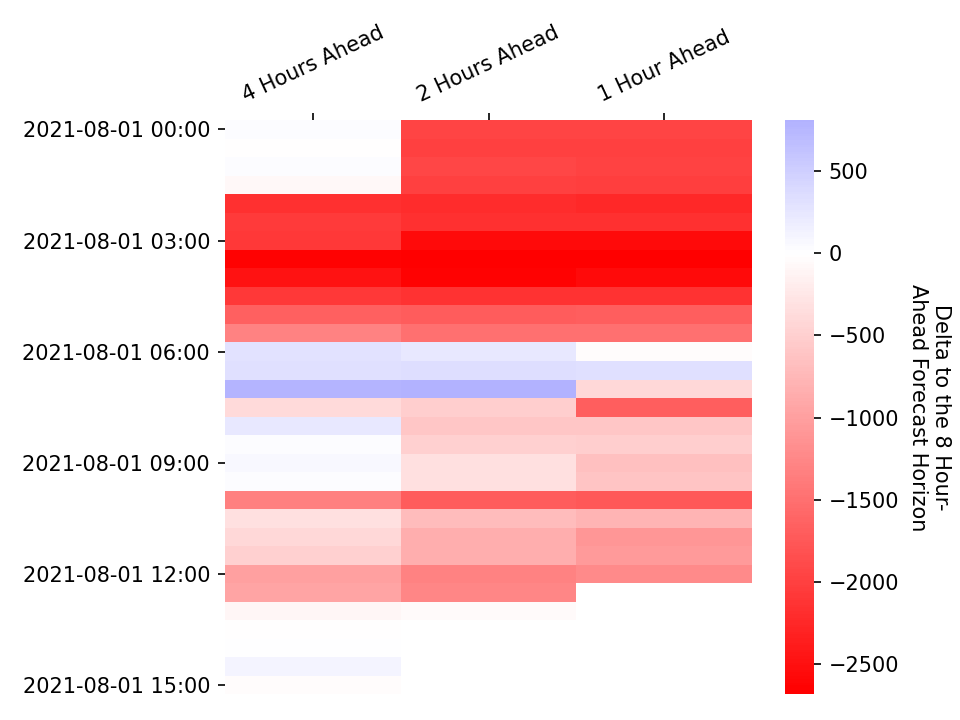 4 Hours Ahead
2 Hours Ahead
1 Hour Ahead
2021-08-01 00:00
2021-08-01 03:00
2021-08-01 06:00
2021-08-01 09:00
2021-08-01 12:00
2021-08-01 15:00
500
0
−500
−1000
−1500
−2000
−2500
Delta to the 8 Hour-
Ahead Forecast Horizon